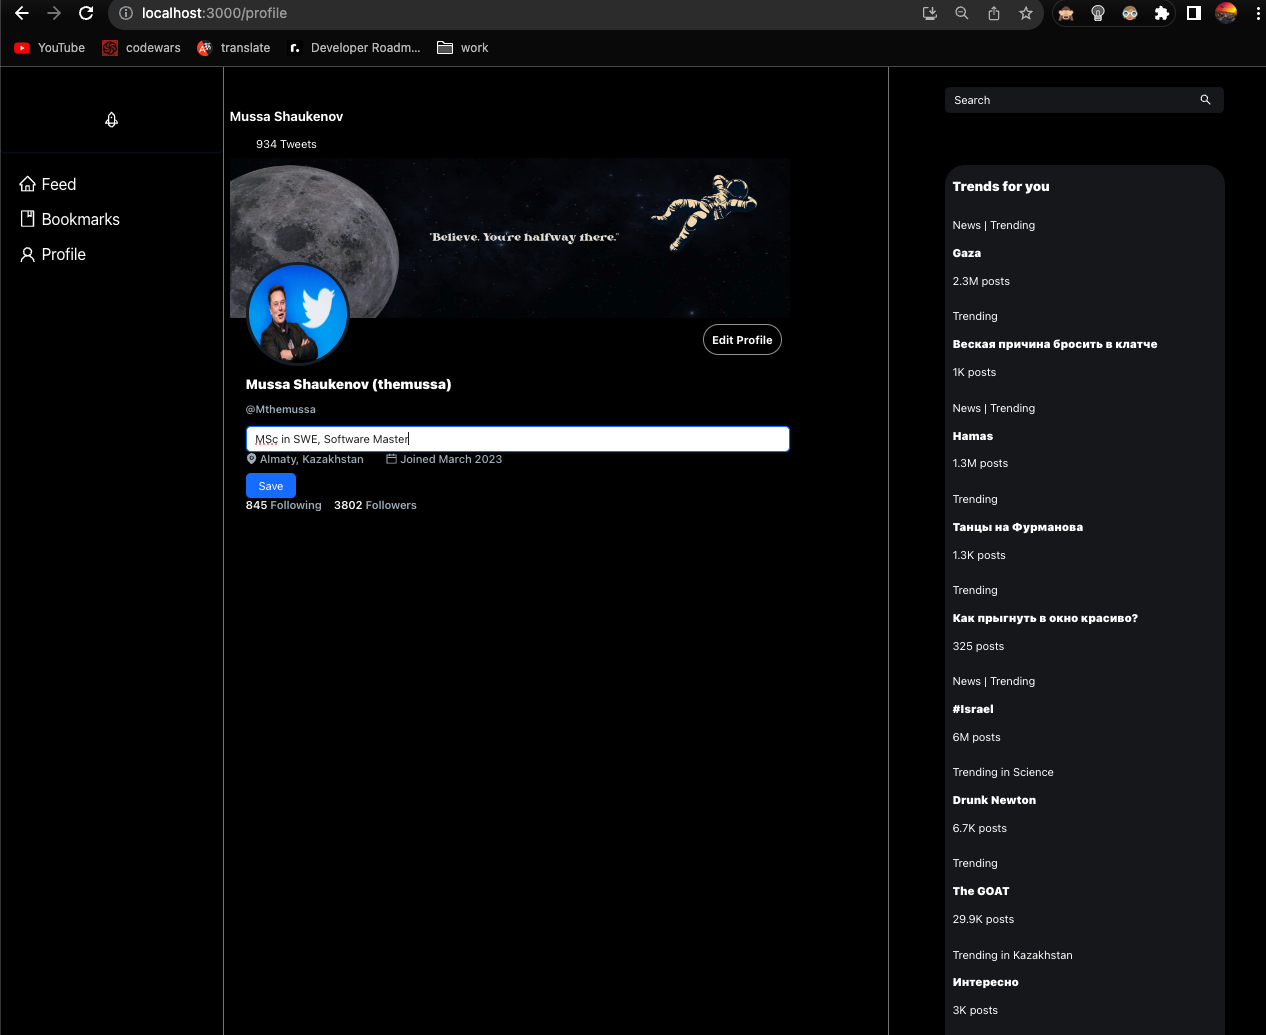 localhost:3000/profile
YouTube
codewars
translate
Developer Roadm...
work
Feed
Bookmarks
Profile
Mussa Shaukenov
934 Tweets
"Believe. You're halfway there."
Edit Profile
Mussa Shaukenov (themussa)
@Mthemussa
MSc in SWE, Software Master
Almaty, Kazakhstan Joined March 2023
Save
845 Following 3802 Followers
Search
Trends for you
News | Trending
Gaza
2.3M posts
Trending
Веская причина бросить в клатче
1K posts
News | Trending
Hamas
1.3M posts
Trending
Танцы на Фурманова
1.3K posts
Trending
Как прыгнуть в окно красиво?
325 posts
News | Trending
#Israel
6M posts
Trending in Science
Drunk Newton
6.7K posts
Trending
The GOAT
29.9K posts
Trending in Kazakhstan
Интересно
3K posts